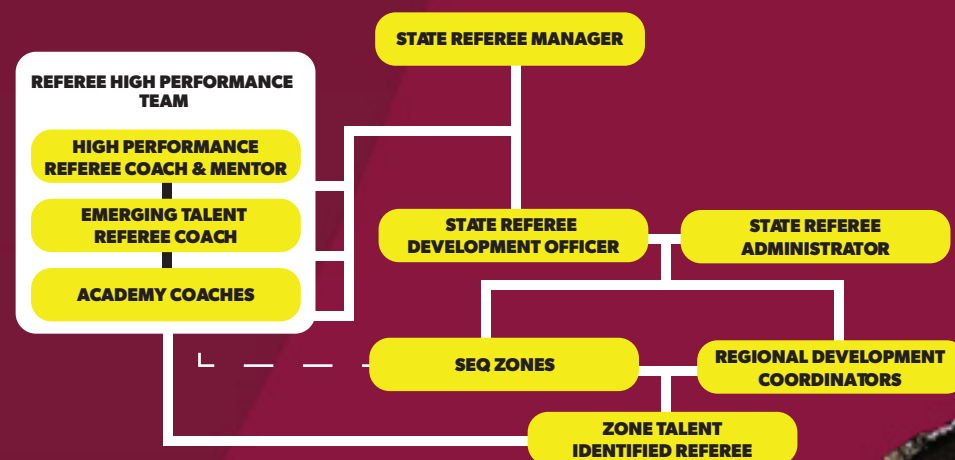 STATE REFEREE MANAGER
REFEREE HIGH PERFORMANCE
TEAM
HIGH PERFORMANCE
REFEREE COACH & MENTOR
EMERGING TALENT
REFEREE COACH
ACADEMY COACHES
STATE REFEREE
DEVELOPMENT OFFICER
STATE REFEREE
ADMINISTRATOR
SEQ ZONES
REGIONAL DEVELOPMENT
COORDINATORS
ZONE TALENT
IDENTIFIED REFEREE